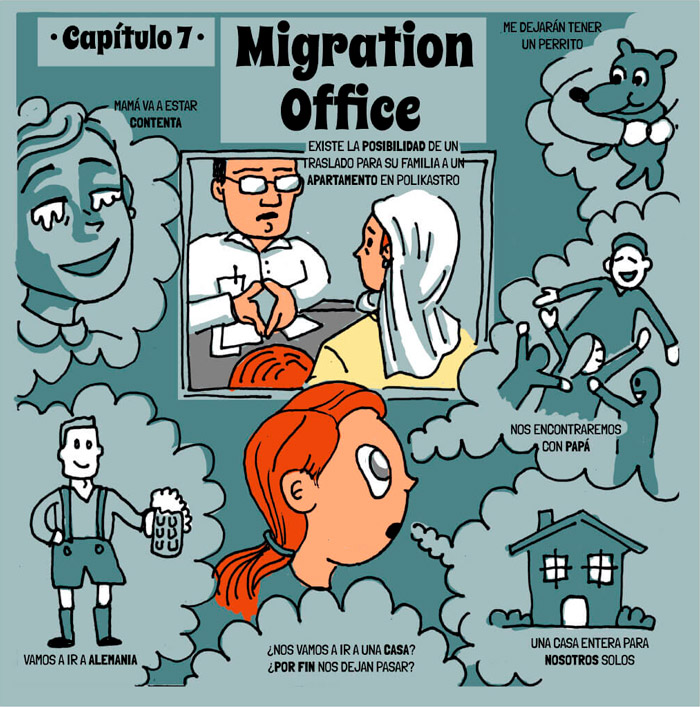 · Capítulo 7 ·
Migration
Office
ME DEJARÁN TENER
UN PERRITO
MAMÁ VA A ESTAR
CONTENTA
EXISTE LA POSIBILIDAD DE UN
TRASLADO PARA SU FAMILIA A UN
APARTAMENTO EN POLIKASTRO
NOS ENCONTRAREMOS
CON PAPÁ
VAMOS A IR A ALEMANIA
¿NOS VAMOS A IR A UNA CASA?
¿POR FIN NOS DEJAN PASAR?
UNA CASA ENTERA PARA
NOSOTROS SOLOS